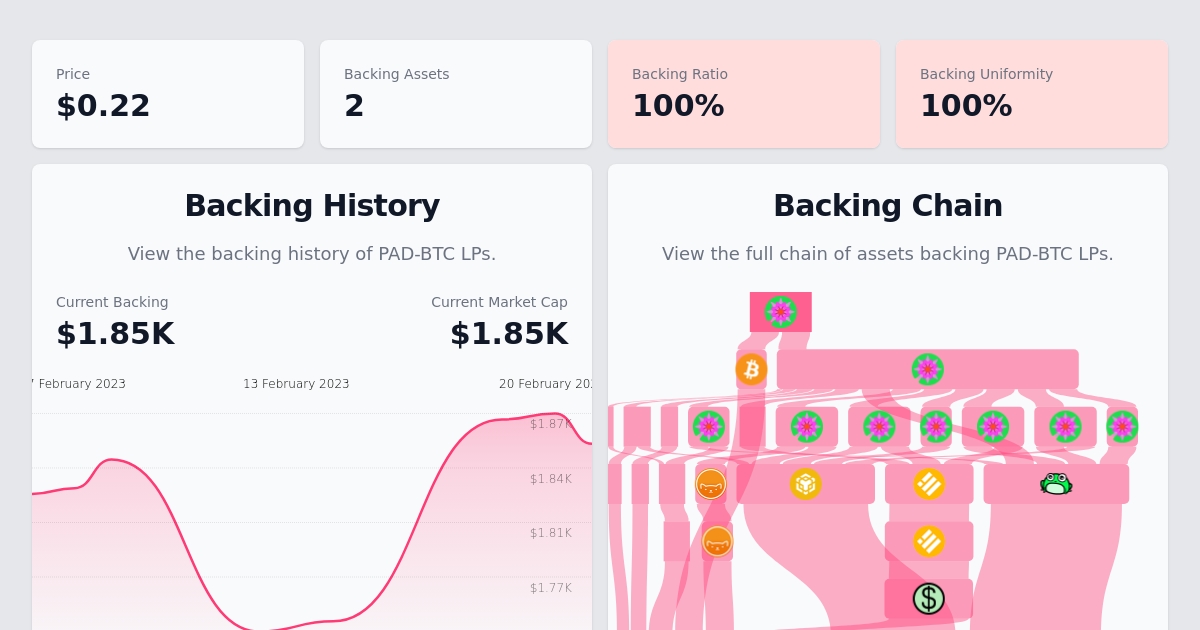 Price
$0.22
Backing Assets
2
Backing Ratio
100%
Backing Uniformity
100%
Backing History
View the backing history of PAD-BTC LPs.
Current Backing
$1.85K
Current Market Cap
$1.85K
February 2023
13 February 2023
20 February
$1.87K
$1.84K
$1.81K
$1.77K
Backing Chain
View the full chain of assets backing PAD-BTC LPs.
$